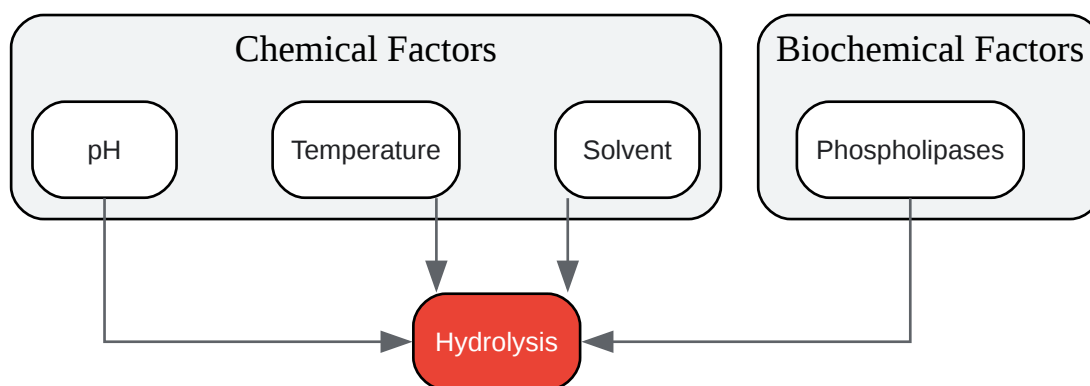 Chemical Factors
Biochemical Factors
pH
Temperature
Solvent
Phospholipases
Hydrolysis